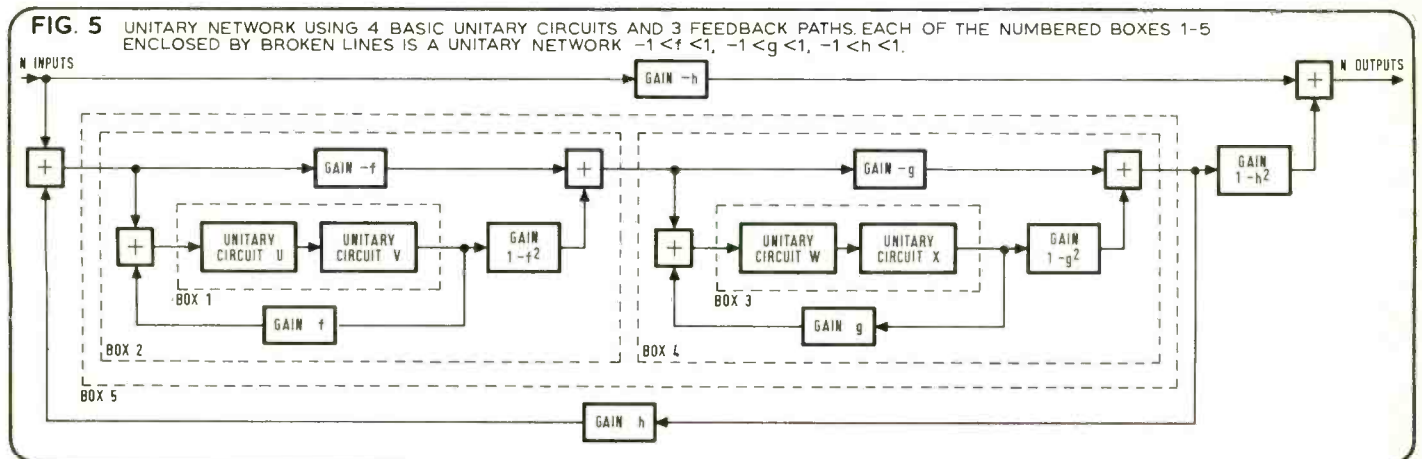 FIG. 5 UNITARY NETWORK USING 4 BASIC UNITARY CIRCUITS AND 3 FEEDBACK PATHS. EACH OF THE NUMBERED BOXES 1-5
ENCLOSED BY BROKEN LINES IS A UNITARY NETWORK -1<f<1, -1<g<1, -1<h<1.
N INPUTS
GAIN -h
N OUTPUTS
+
+
GAIN -f
+
GAIN -g
+
GAIN
1-h²
+
UNITARY
CIRCUIT U
UNITARY
CIRCUIT V
GAIN
1-f²
+
UNITARY
CIRCUIT W
UNITARY
CIRCUIT X
GAIN
1-g²
BOX 1
BOX 3
GAIN f
GAIN g
BOX 2
BOX 4
BOX 5
GAIN h